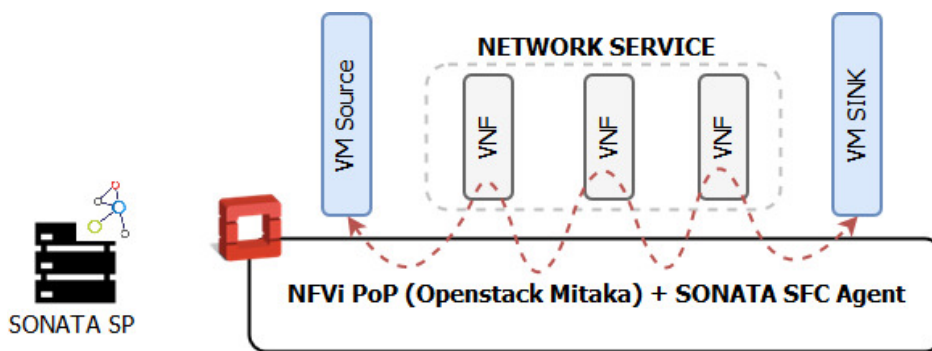 NETWORK SERVICE
VM Source
VNF
VNF
VNF
VM SINK
NFVi PoP (Openstack Mitaka) + SONATA SFC Agent
SONATA SP